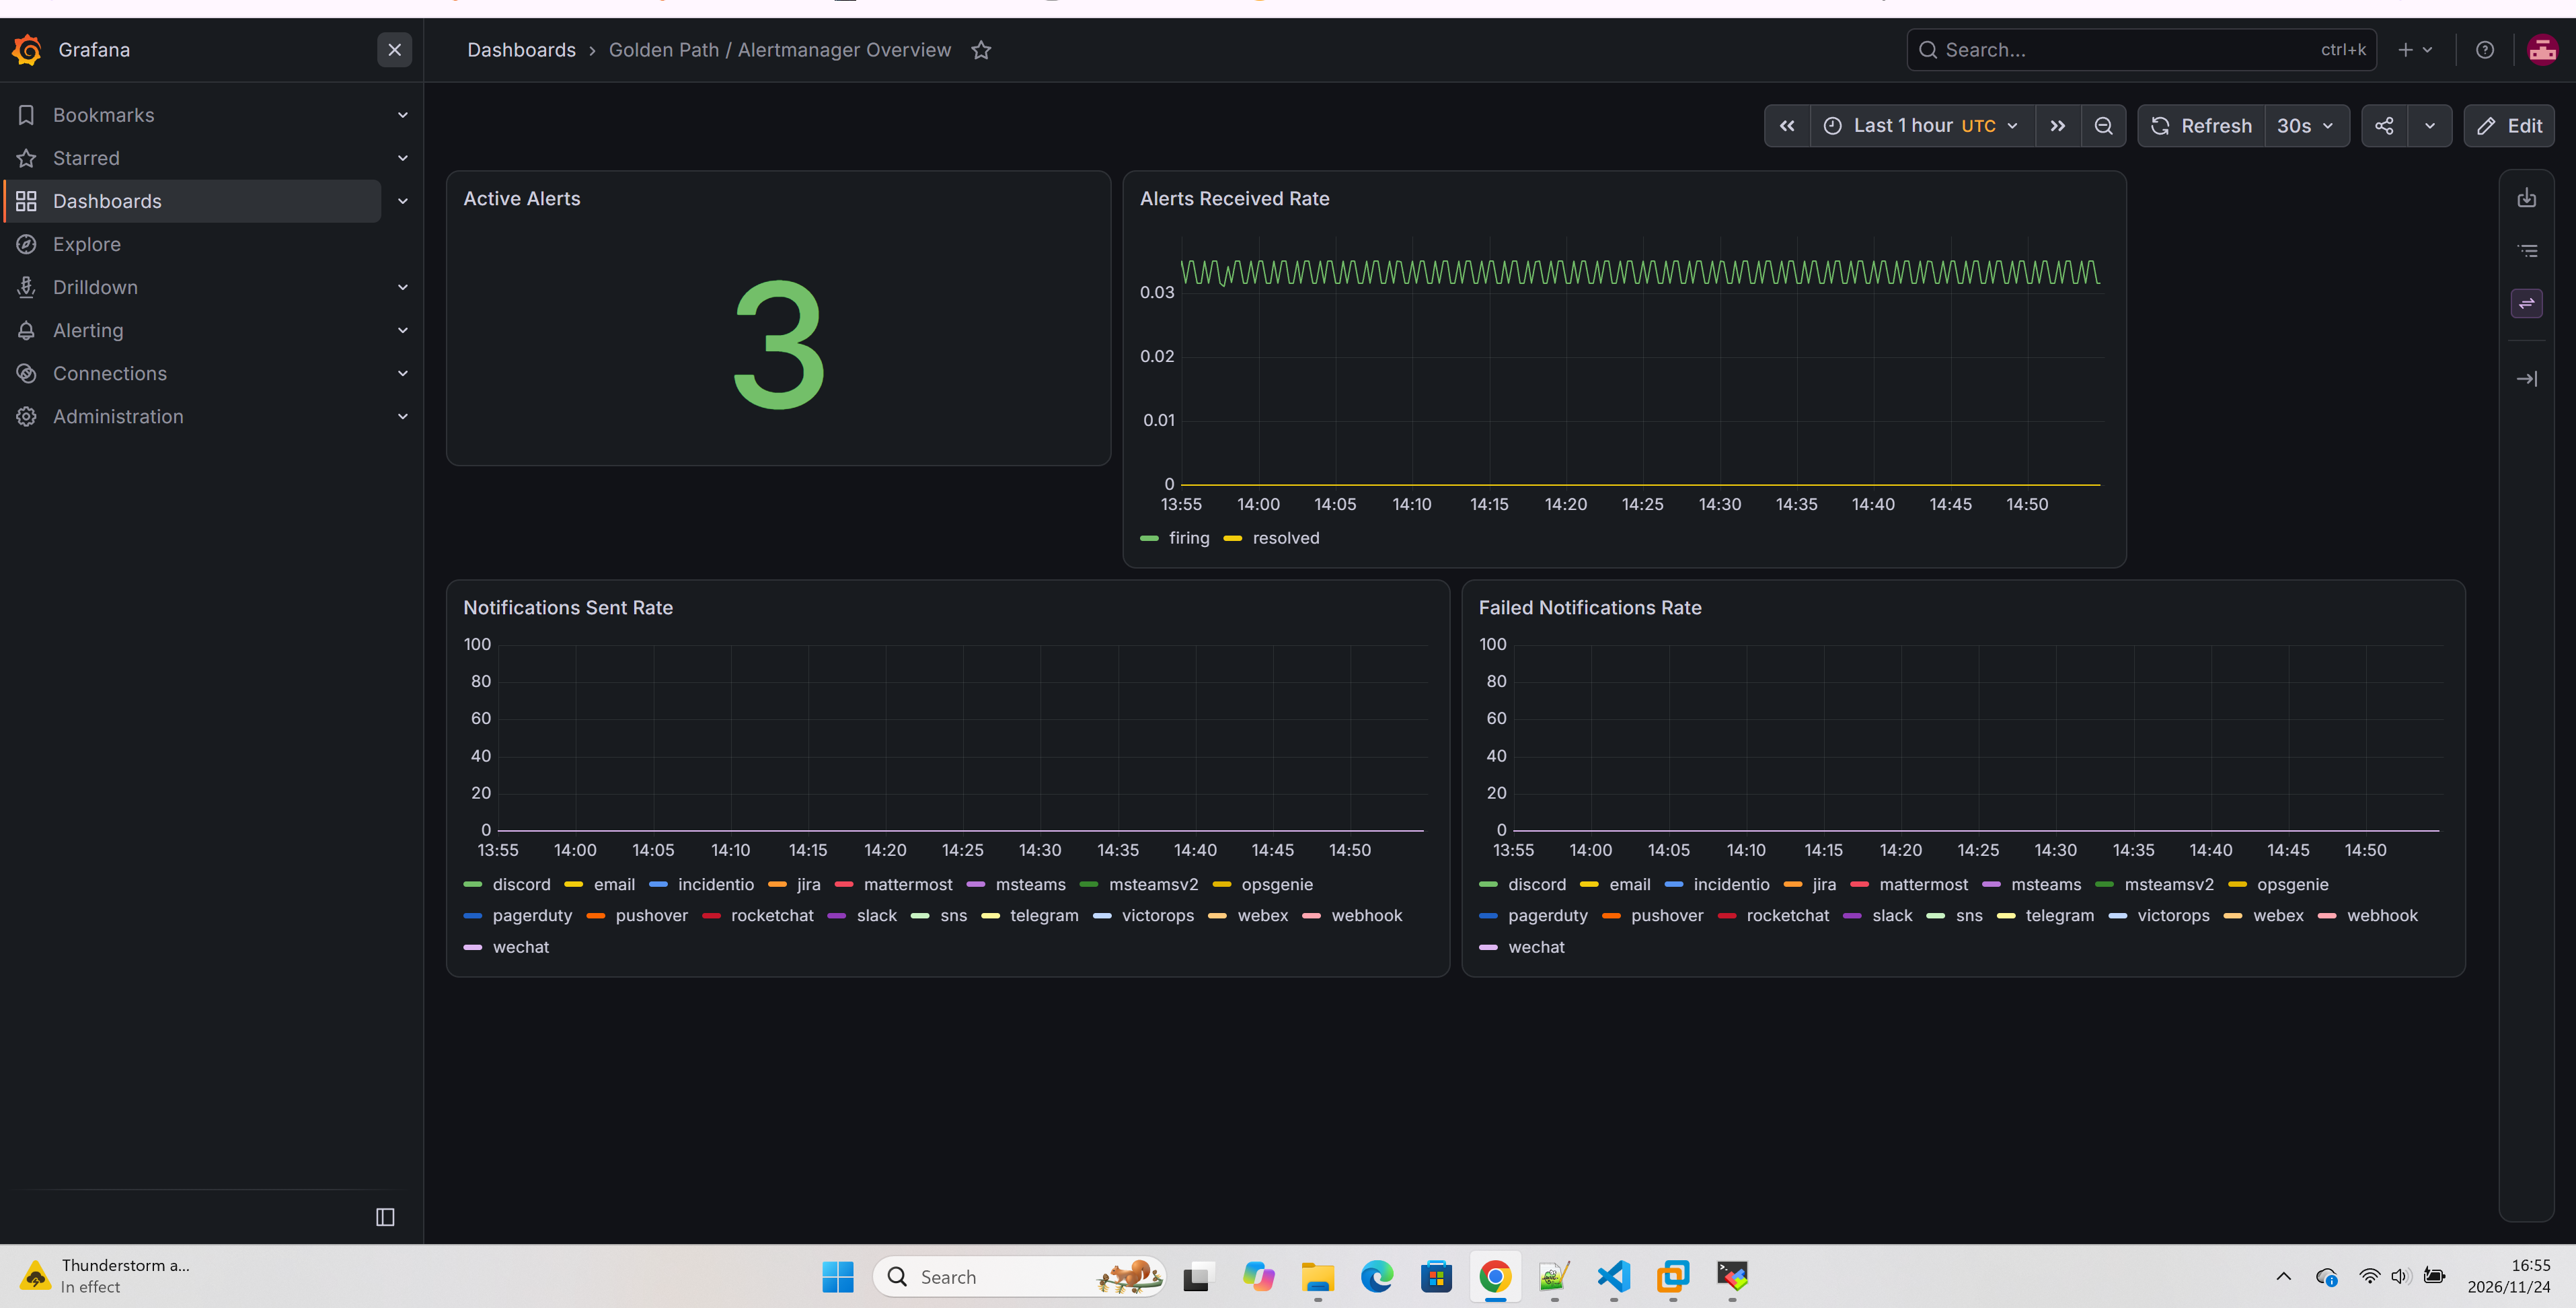 Grafana
Dashboards › Golden Path / Alertmanager Overview
Search... ctrl+k
Bookmarks
Starred
Dashboards
Explore
Drilldown
Alerting
Connections
Administration
Last 1 hour UTC
Refresh 30s
Edit
Active Alerts
3
Alerts Received Rate
0.03
0.02
0.01
0
13:55 14:00 14:05 14:10 14:15 14:20 14:25 14:30 14:35 14:40 14:45 14:50
firing resolved
Notifications Sent Rate
100
80
60
40
20
0
13:55 14:00 14:05 14:10 14:15 14:20 14:25 14:30 14:35 14:40 14:45 14:50
discord email incidentio jira mattermost msteams msteamsv2 opsgenie
pagerduty pushover rocketchat slack sns telegram victorops webex webhook
wechat
Failed Notifications Rate
100
80
60
40
20
0
13:55 14:00 14:05 14:10 14:15 14:20 14:25 14:30 14:35 14:40 14:45 14:50
discord email incidentio jira mattermost msteams msteamsv2 opsgenie
pagerduty pushover rocketchat slack sns telegram victorops webex webhook
wechat
Thunderstorm a...
In effect
Search
16:55
2026/11/24